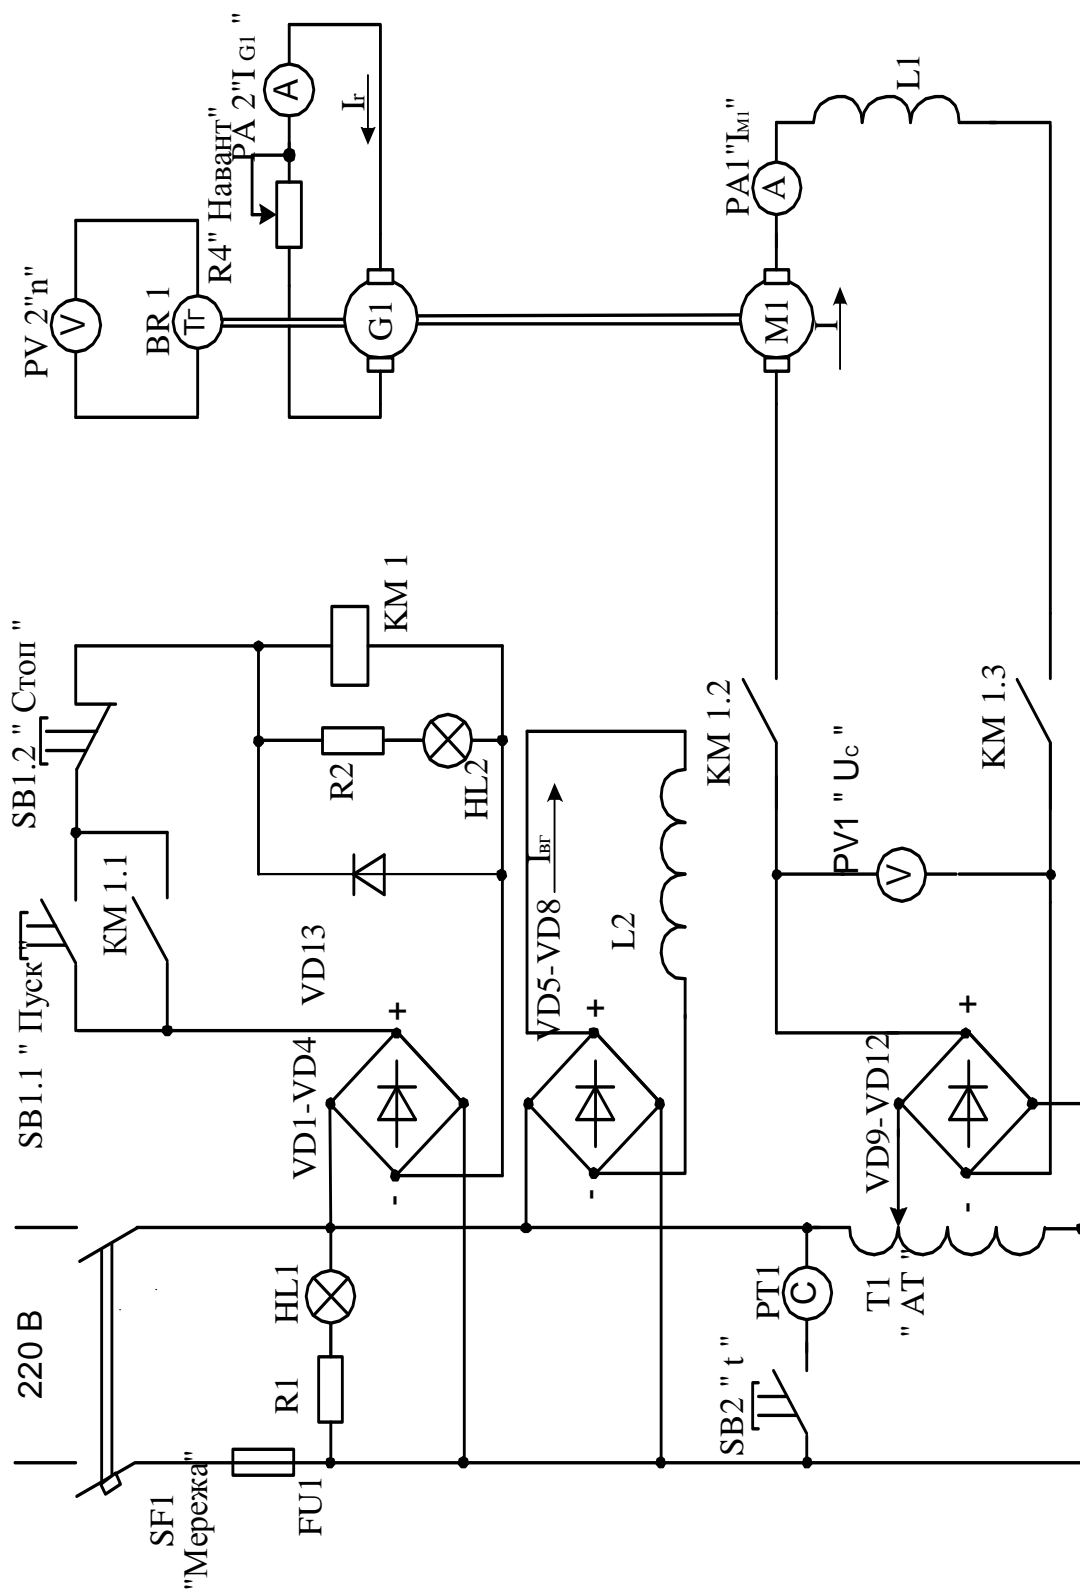 220 В
SF1
"Мережа"
FU1
R1
HL1
VD1-VD4
+
-
SB1.1 " Пуск "
KM 1.1
SB1.2 " Стоп "
VD13
R2
HL2
KM 1
VD5-VD8
+
-
Iвг
L2
SB2 " t "
PT1
C
T1
" AT "
VD9-VD12
+
-
PV1 " Uc "
V
KM 1.2
KM 1.3
PV 2"n"
V
BR 1
Тг
R4" Навант"
PA 2"I G1 "
A
Iг
G1
M1
I
PA1"IM1"
A
L1